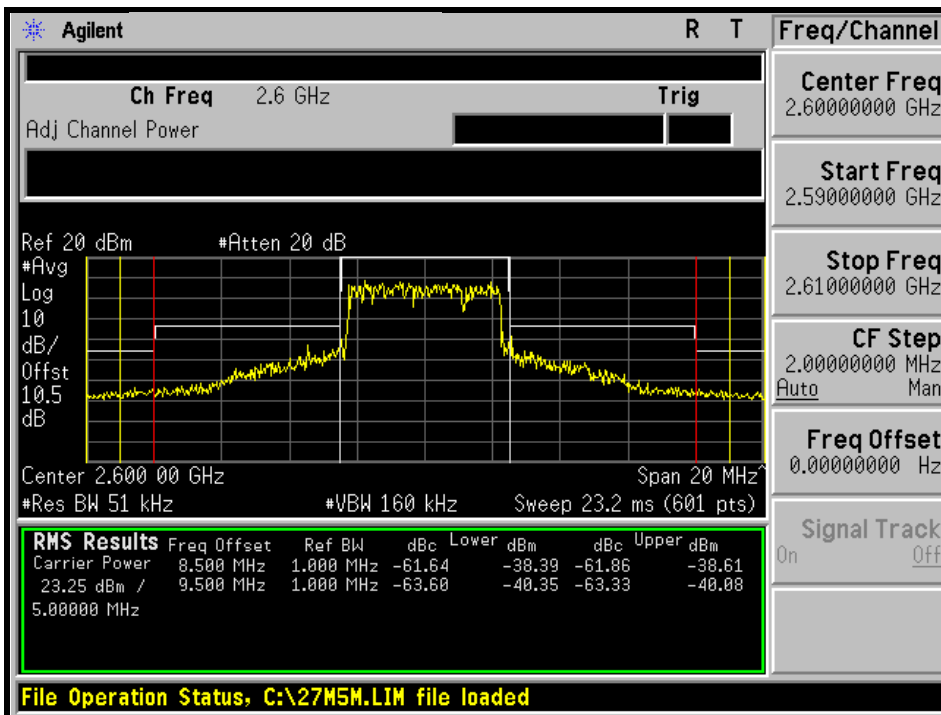 Agilent R T
Freq/Channel
Ch Freq 2.6 GHz Trig
Adj Channel Power
Center Freq
2.60000000 GHz
Start Freq
2.59000000 GHz
Stop Freq
2.61000000 GHz
CF Step
2.00000000 MHz
Auto Man
Freq Offset
0.00000000 Hz
Signal Track
On Off
Ref 20 dBm #Atten 20 dB
#Avg
Log
10
dB/
Offst
10.5
dB
Center 2.600 00 GHz Span 20 MHz^
#Res BW 51 kHz #VBW 160 kHz Sweep 23.2 ms (601 pts)
RMS Results Freq Offset Ref BW dBc Lower dBm dBc Upper dBm
Carrier Power 8.500 MHz 1.000 MHz -61.64 -38.39 -61.86 -38.61
23.25 dBm / 9.500 MHz 1.000 MHz -63.60 -40.35 -63.33 -40.08
5.00000 MHz
File Operation Status, C:\27M5M.LIM file loaded